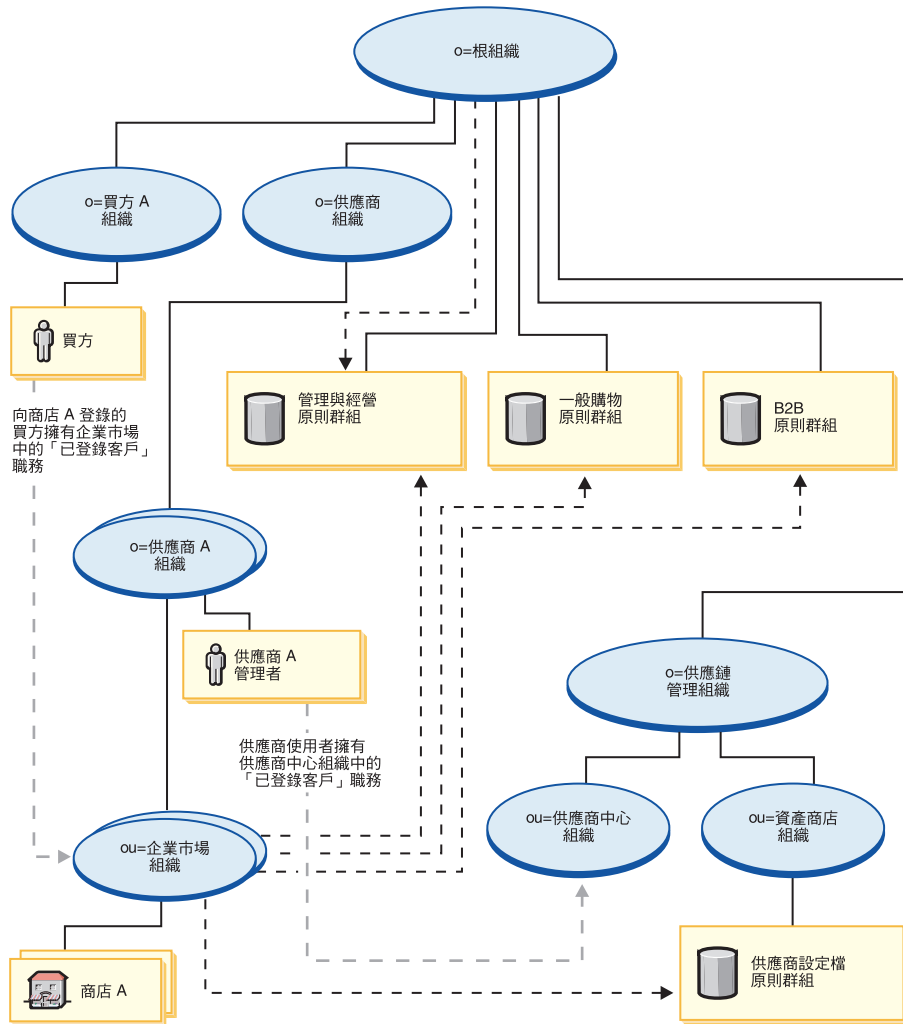 o=根組織
o=買方 A
組織
o=供應商
組織
買方
管理與經營
原則群組
一般購物
原則群組
B2B
原則群組
向商店 A 登錄的
買方擁有企業市場
中的「已登錄客戶」
職務
o=供應商 A
組織
供應商 A
管理者
o=供應鏈
管理組織
供應商使用者擁有
供應商中心組織中的
「已登錄客戶」職務
ou=供應商中心
組織
ou=資產商店
組織
ou=企業市場
組織
供應商設定檔
原則群組
商店 A